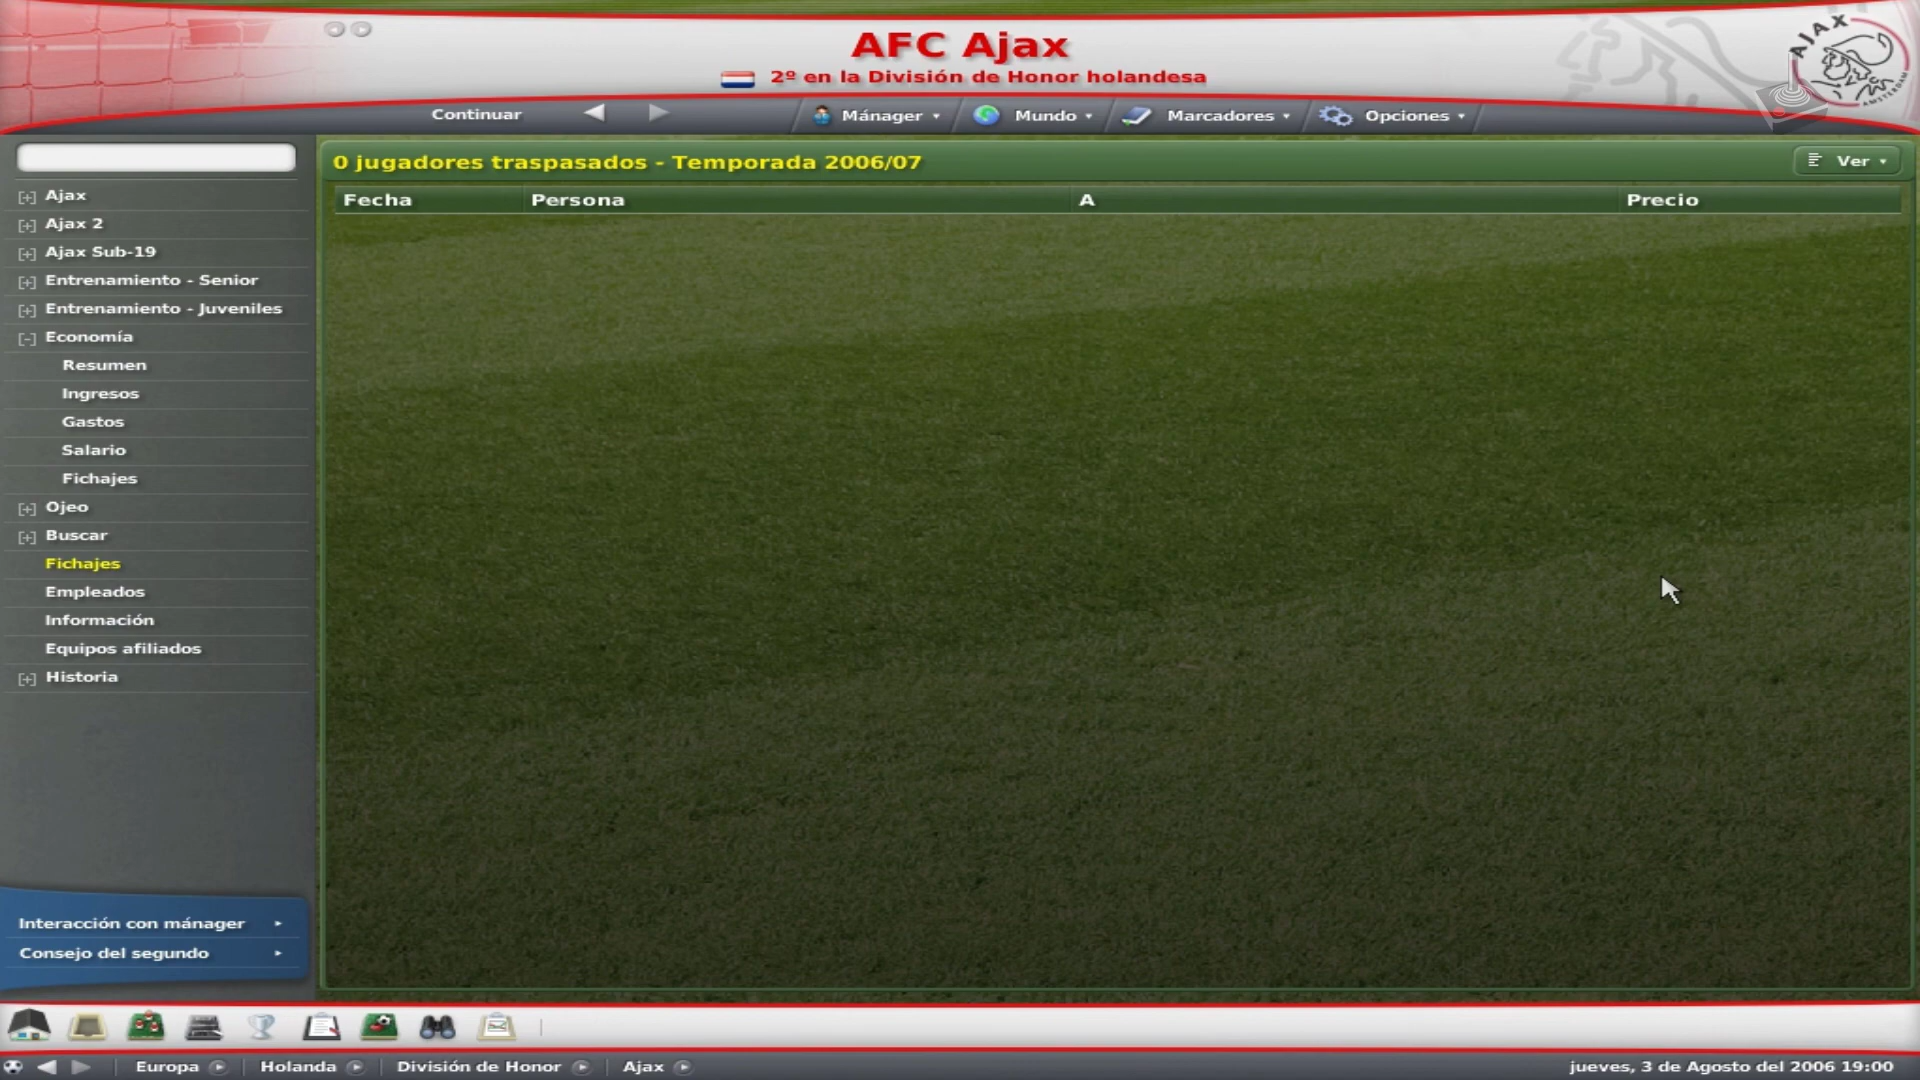 AFC Ajax
2º en la División de Honor holandesa
AJAX
AMSTERDAM
Continuar
Mánager
Mundo
Marcadores
Opciones
0 jugadores traspasados - Temporada 2006/07
Ver
Fecha Persona A Precio
[+] Ajax
[+] Ajax 2
[+] Ajax Sub-19
[+] Entrenamiento - Senior
[+] Entrenamiento - Juveniles
[-] Economía
Resumen
Ingresos
Gastos
Salario
Fichajes
[+] Ojeo
[+] Buscar
Fichajes
Empleados
Información
Equipos afiliados
[+] Historia
Interacción con mánager
Consejo del segundo
Europa
Holanda
División de Honor
Ajax
jueves, 3 de Agosto del 2006 19:00